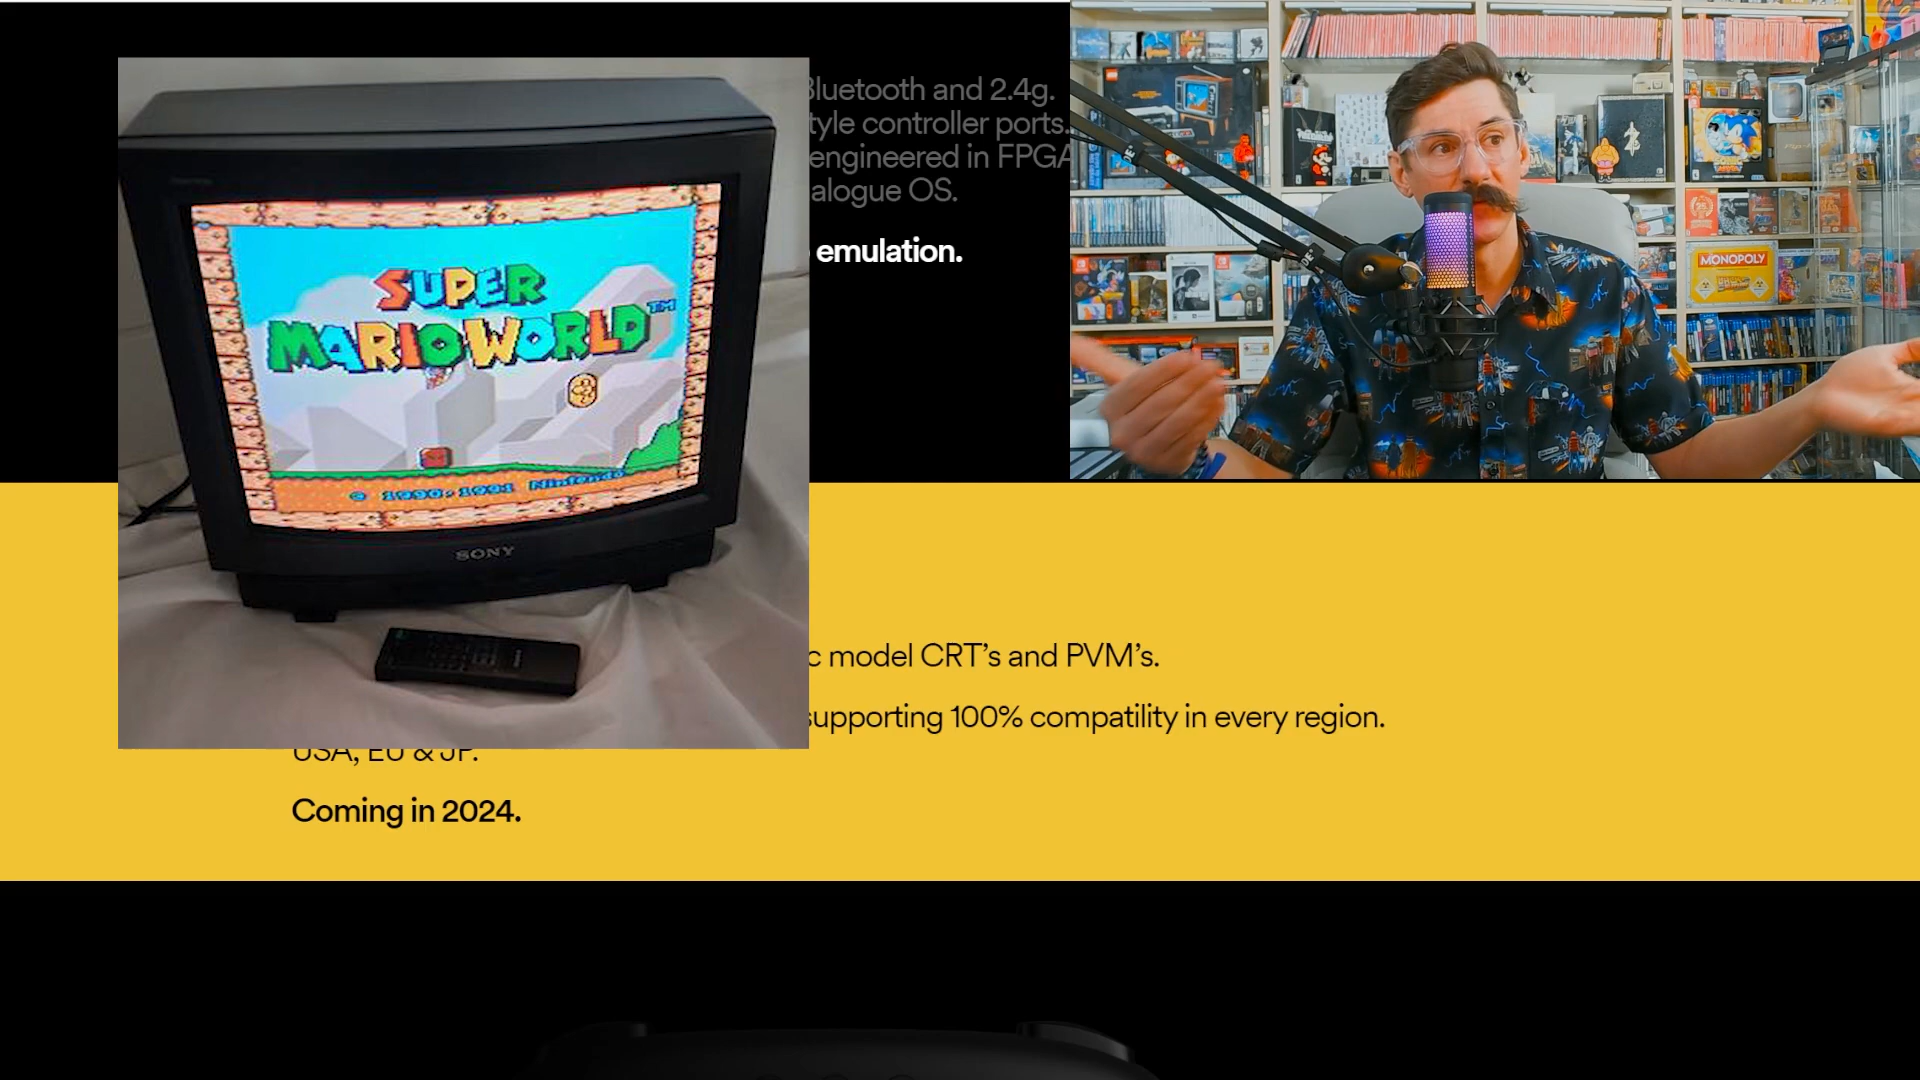 Bluetooth and 2.4g.
tyle controller ports.
engineered in FPGA
alogue OS.
emulation.
SUPER
MARIO WORLD™
© 1990, 1991 Nintendo
SONY
MONOPOLY
c model CRT's and PVM's.
supporting 100% compatility in every region.
USA, EU & JP.
Coming in 2024.